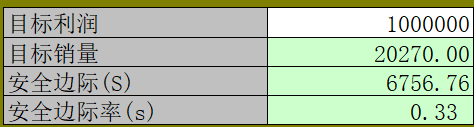 目标利润 1000000
目标销量 20270.00
安全边际(S) 6756.76
安全边际率(s) 0.33